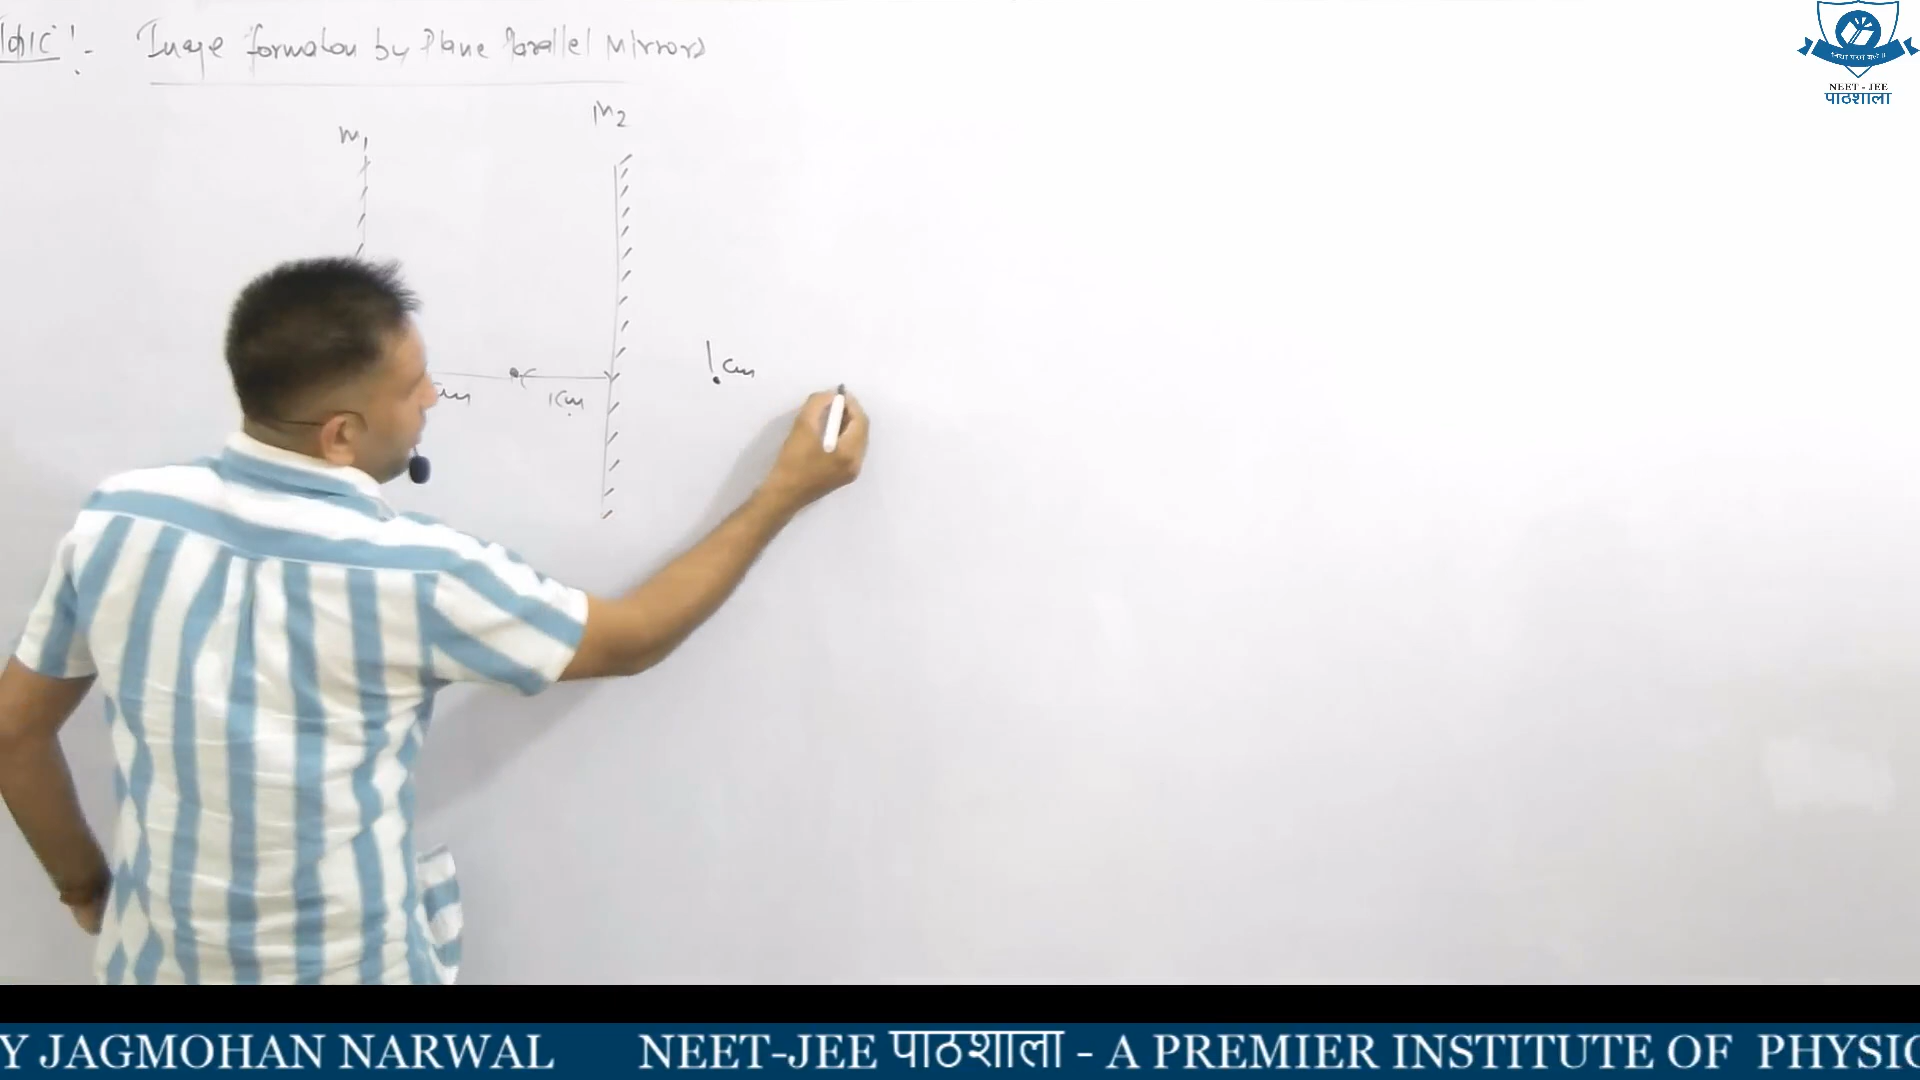 Topic :- Image formation by Plane Parallel Mirrors
M1
M2
cm
1cm
1cm
NEET - JEE
पाठशाला
Y JAGMOHAN NARWAL NEET-JEE पाठशाला - A PREMIER INSTITUTE OF PHYSIC